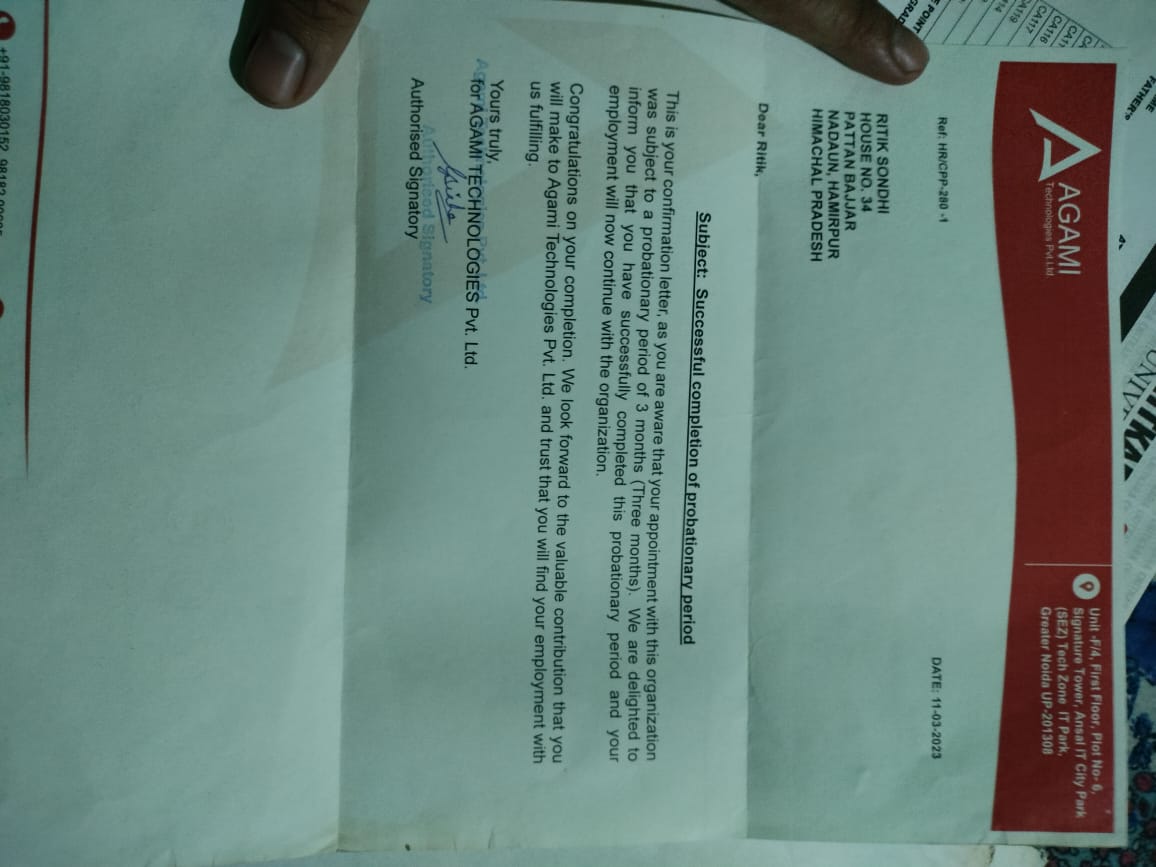 AGAMI
Technologies Pvt.Ltd.
Unit -F/4, First Floor, Plot No- 6,
Signature Tower, Ansal IT City Park
(SEZ) Tech Zone IT Park,
Greater Noida UP-201308
Ref: HR/CPP-280 -1
DATE: 11-03-2023
RITIK SONDHI
HOUSE NO. 34
PATTAN BAJJAR
NADAUN, HAMIRPUR
HIMACHAL PRADESH
Dear Ritik,
Subject: Successful completion of probationary period
This is your confirmation letter, as you are aware that your appointment with this organization
was subject to a probationary period of 3 months (Three months). We are delighted to
inform you that you have successfully completed this probationary period and your
employment will now continue with the organization.
Congratulations on your completion. We look forward to the valuable contribution that you
will make to Agami Technologies Pvt. Ltd. and trust that you will find your employment with
us fulfilling.
Yours truly,
for AGAMI TECHNOLOGIES Pvt. Ltd.
Authorised Signatory
Authorised Signatory
+91-9818030152
CA117
CA116
CA119
POINT
GRAD
FATHER'S
UNIV